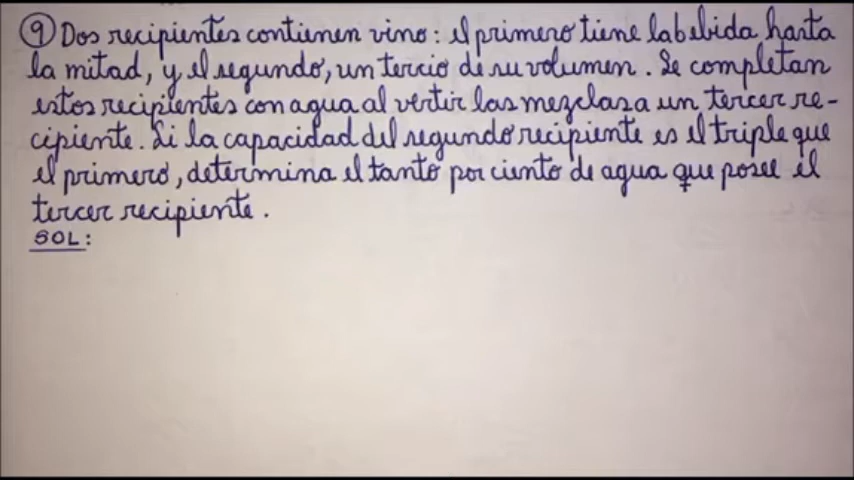 ⑨ Dos recipientes contienen vino: el primero tiene la bebida hasta
la mitad, y el segundo, un tercio de su volumen. Se completan
estos recipientes con agua al vertir las mezclas a un tercer re-
cipiente. Si la capacidad del segundo recipiente es el triple que
el primero, determina el tanto por ciento de agua que posee el
tercer recipiente.
SOL: